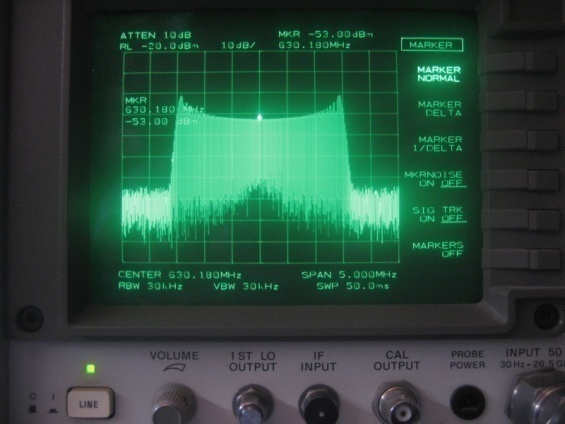 ATTEN 10dB MKR -53.00dBm
RL -20.0dBm 10dB/ 630.180MHz
MARKER
MARKER
NORMAL
MKR
630.180 MHz
-53.00 dBm
MARKER
DELTA
MARKER
1/DELTA
MKRNOISE
ON OFF
SIG TRK
ON OFF
MARKERS
OFF
CENTER 630.180MHz SPAN 5.000MHz
RBW 30kHz VBW 30kHz SWP 50.0ms
VOLUME
1ST LO
OUTPUT
IF
INPUT
CAL
OUTPUT
PROBE
POWER
INPUT 50
30Hz-26.5G
O I
LINE